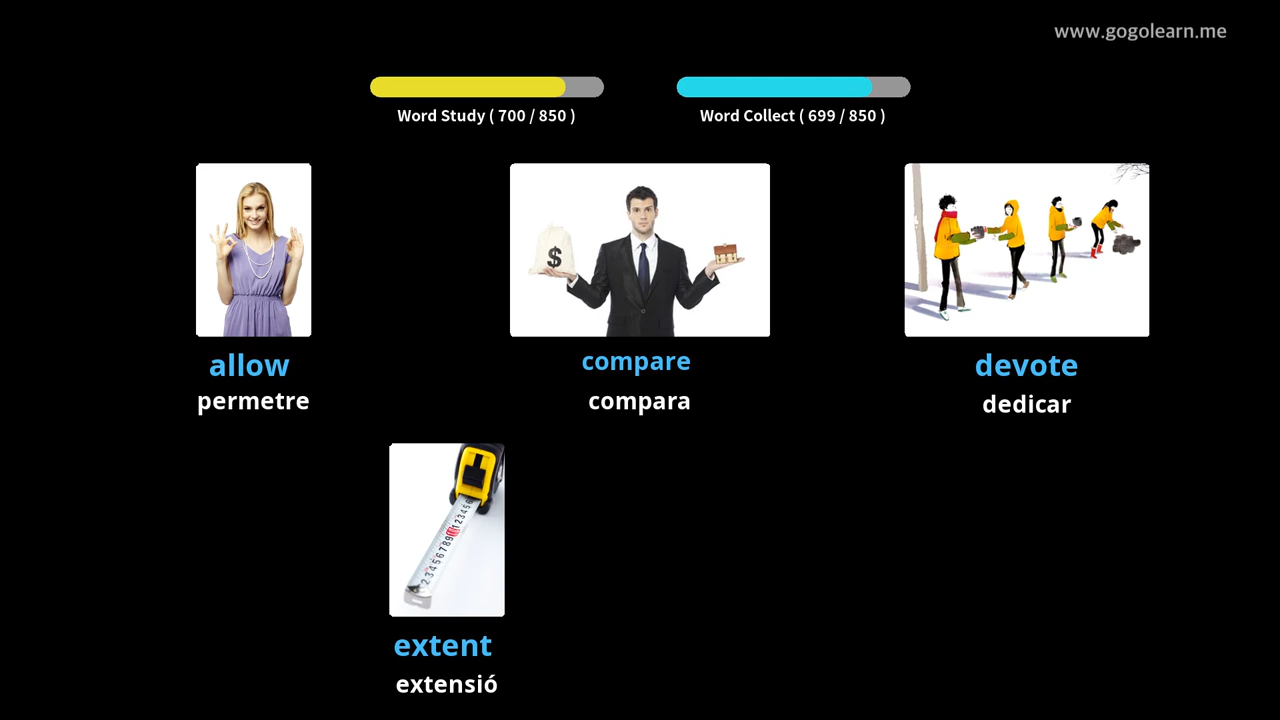 www.gogolearn.me
Word Study ( 700 / 850 )
Word Collect ( 699 / 850 )
$
allow
permetre
compare
compara
devote
dedicar
extent
extensió